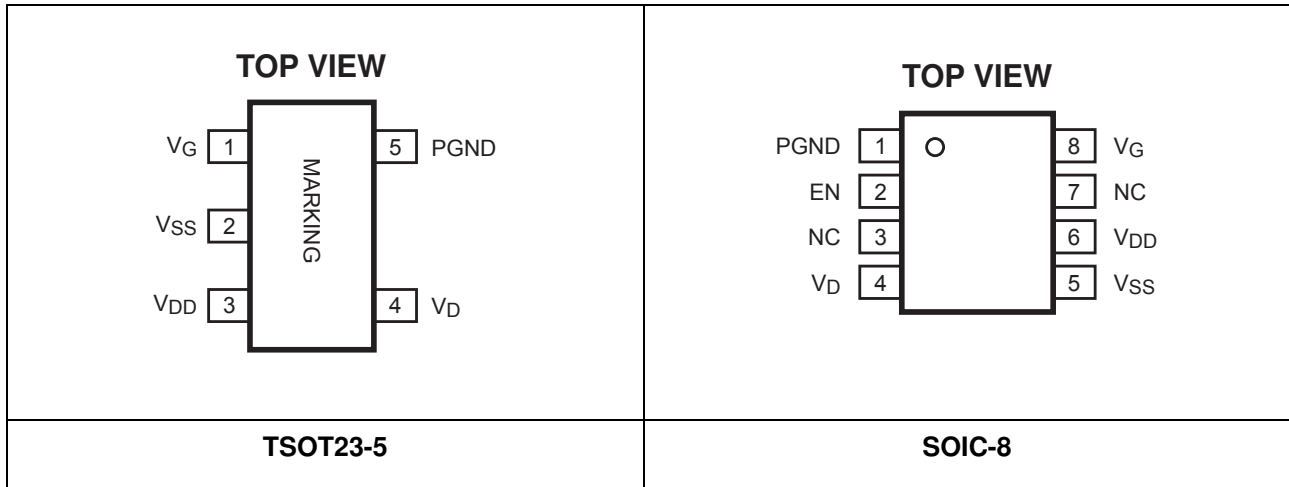 TOP VIEW
VG 1
5 PGND
MARKING
VSS 2
VDD 3
4 VD
TSOT23-5
TOP VIEW
PGND 1
8 VG
EN 2
7 NC
NC 3
6 VDD
VD 4
5 VSS
SOIC-8